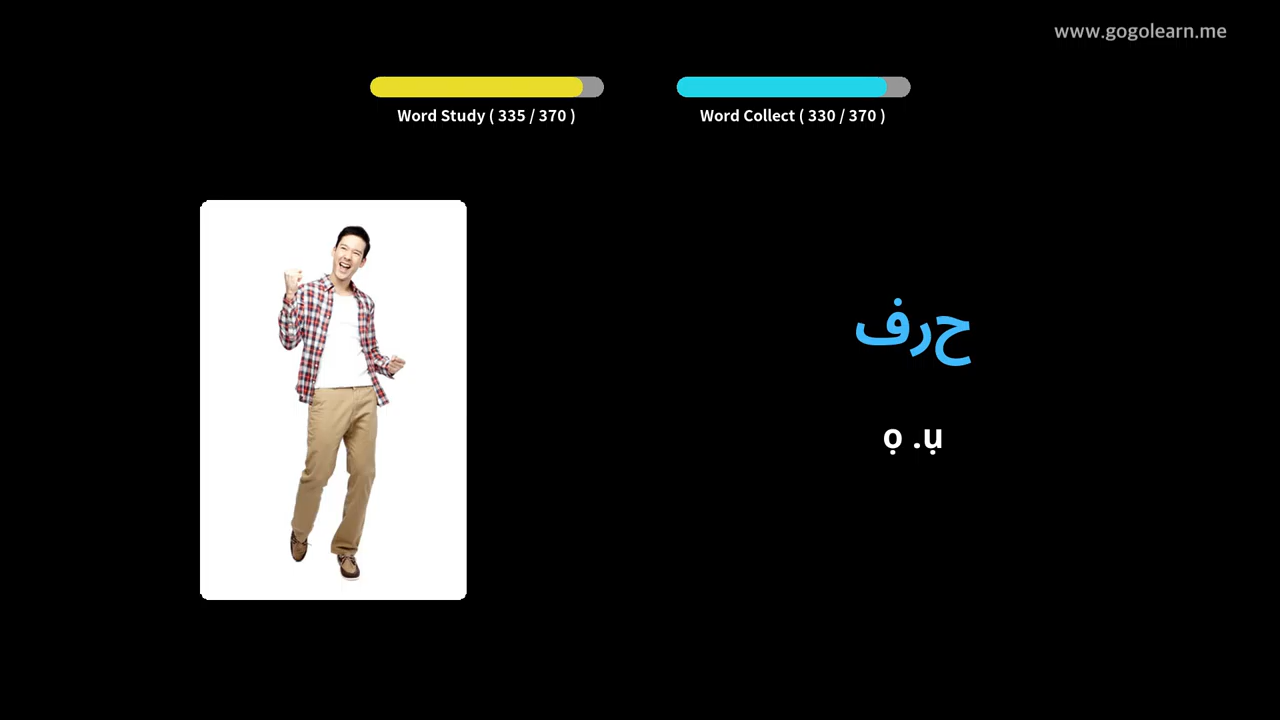 www.gogolearn.me
Word Study ( 335 / 370 )
Word Collect ( 330 / 370 )
حرف
ọ .ụ